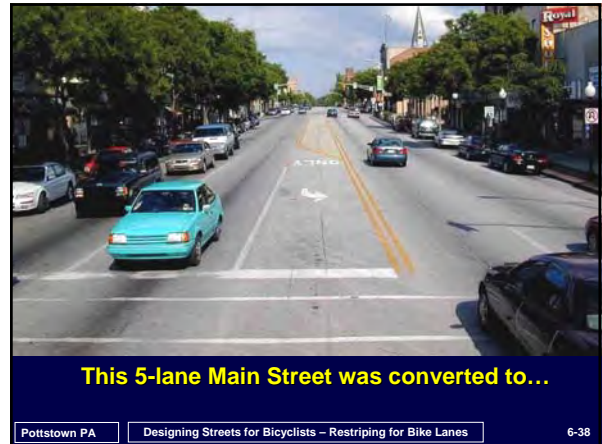 Royal
ONLY
This 5-lane Main Street was converted to…
Pottstown PA
Designing Streets for Bicyclists – Restriping for Bike Lanes
6-38